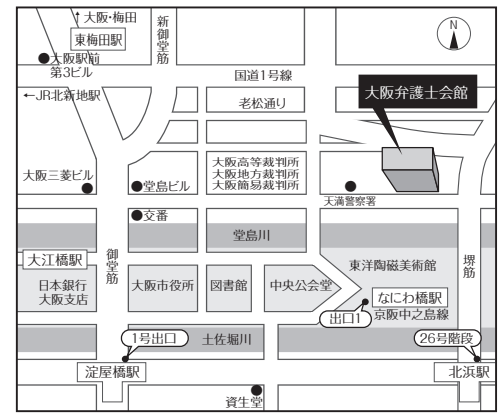 ↑大阪・梅田
東梅田駅
新御堂筋
N
大阪駅前
第3ビル
国道1号線
←JR北新地駅
老松通り
大阪弁護士会館
大阪高等裁判所
大阪地方裁判所
大阪簡易裁判所
大阪三菱ビル
堂島ビル
天満警察署
交番
堂島川
大江橋駅
御堂筋
東洋陶磁美術館
堺筋
日本銀行
大阪支店
大阪市役所
図書館
中央公会堂
なにわ橋駅
京阪中之島線
出口1
1号出口
土佐堀川
26号階段
淀屋橋駅
北浜駅
資生堂